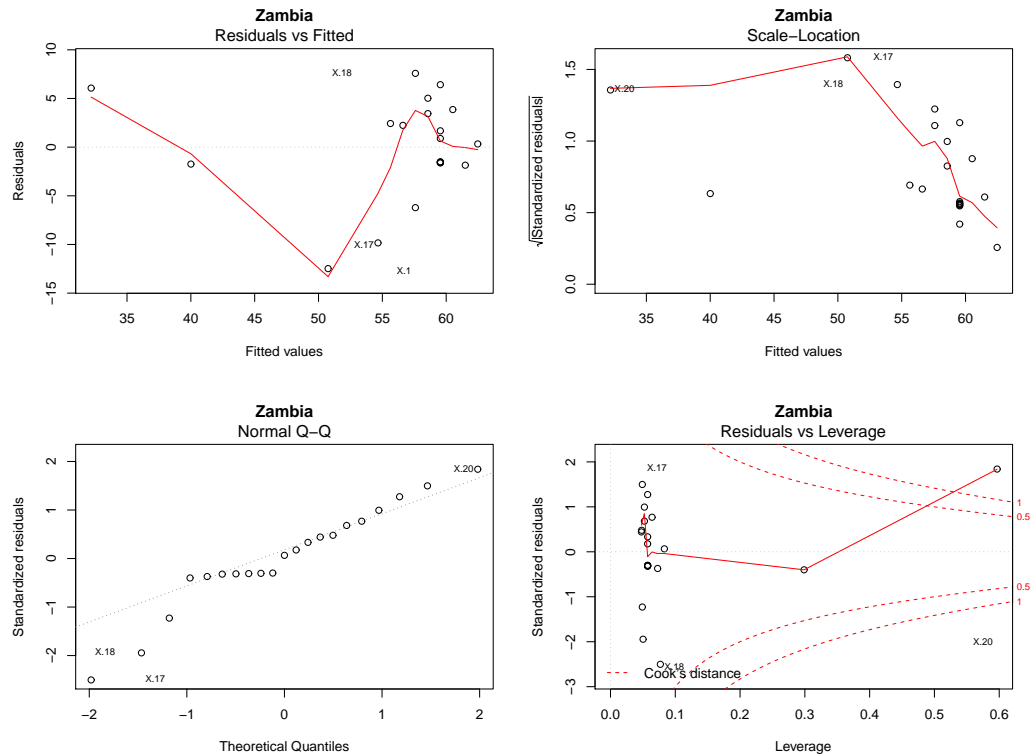 Zambia
Residuals vs Fitted
Residuals
10
5
0
−5
−10
−15
X.18
X.17
X.1
35 40 45 50 55 60
Fitted values
Zambia
Scale−Location
√|Standardized residuals|
1.5
1.0
0.5
0.0
X.17
X.18
X.20
35 40 45 50 55 60
Fitted values
Zambia
Normal Q−Q
Standardized residuals
2
1
0
−1
−2
X.20
X.18
X.17
−2 −1 0 1 2
Theoretical Quantiles
Zambia
Residuals vs Leverage
Standardized residuals
2
1
0
−1
−2
−3
X.17
1
0.5
0.5
1
X.20
X.18
Cook's distance
0.0 0.1 0.2 0.3 0.4 0.5 0.6
Leverage